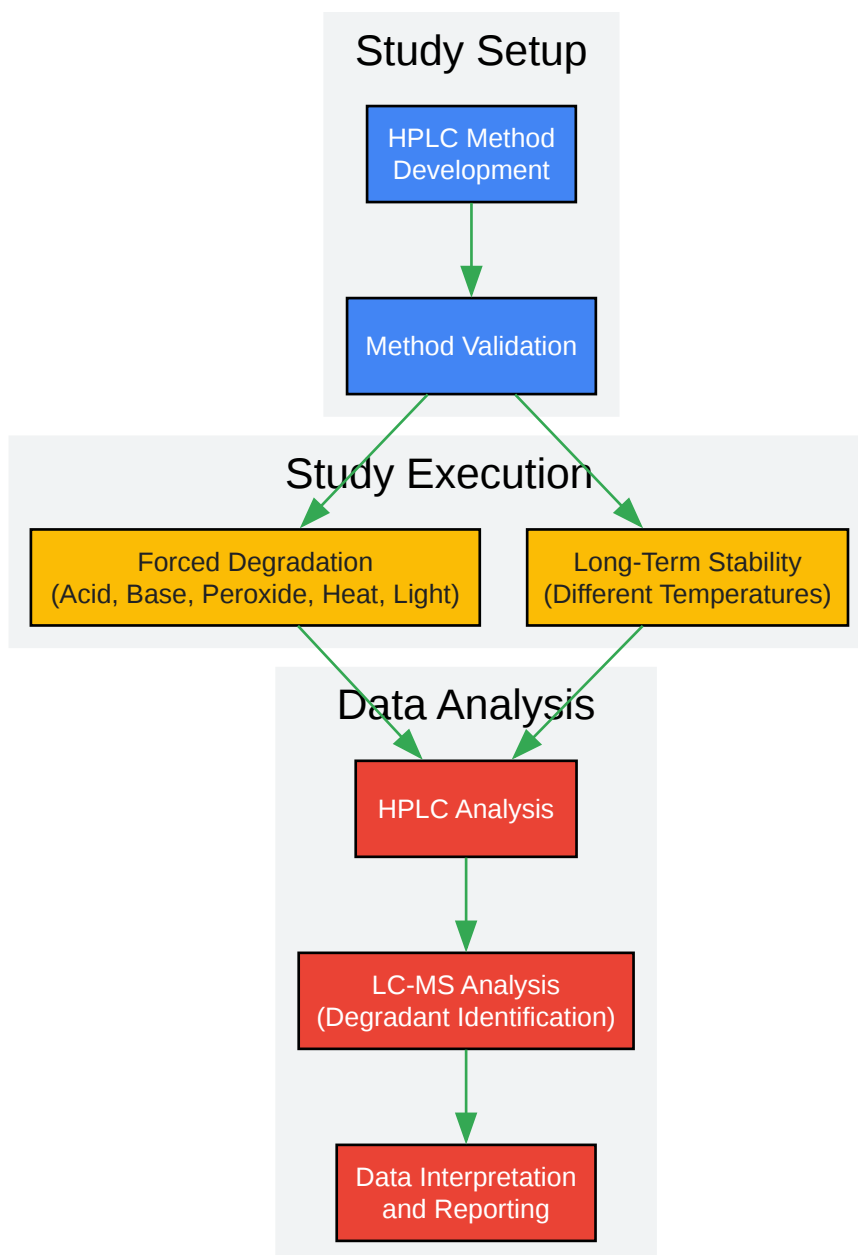 Study Setup
HPLC Method
Development
Method Validation
Study Execution
Forced Degradation
(Acid, Base, Peroxide, Heat, Light)
Long-Term Stability
(Different Temperatures)
Data Analysis
HPLC Analysis
LC-MS Analysis
(Degradant Identification)
Data Interpretation
and Reporting